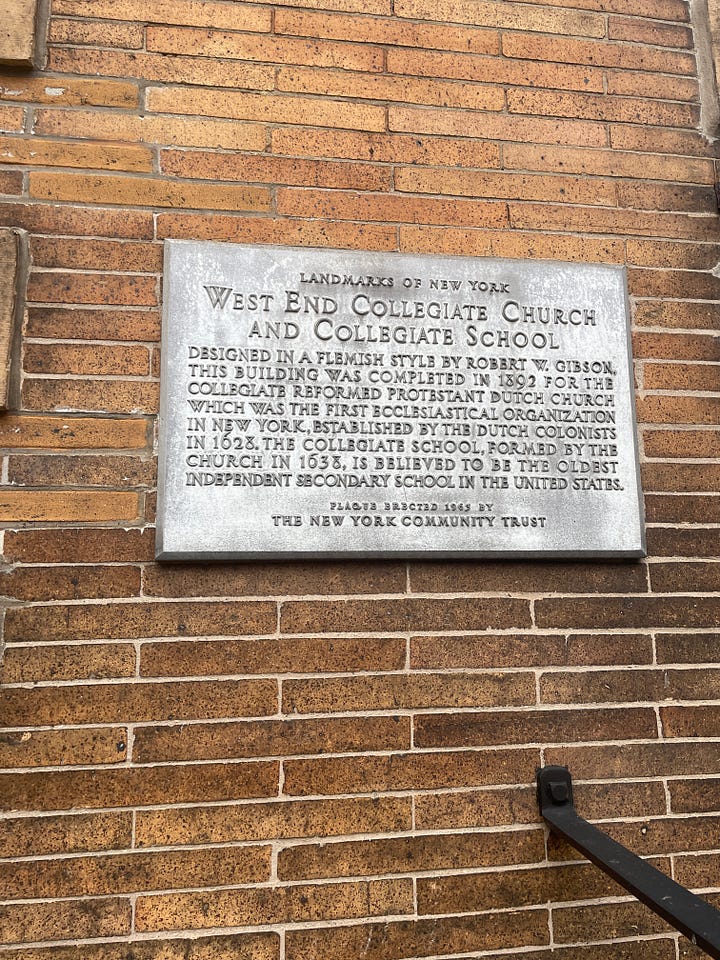 LANDMARKS OF NEW YORK
WEST END COLLEGIATE CHURCH
AND COLLEGIATE SCHOOL
DESIGNED IN A FLEMISH STYLE BY ROBERT W. GIBSON,
THIS BUILDING WAS COMPLETED IN 1892 FOR THE
COLLEGIATE REFORMED PROTESTANT DUTCH CHURCH
WHICH WAS THE FIRST ECCLESIASTICAL ORGANIZATION
IN NEW YORK, ESTABLISHED BY THE DUTCH COLONISTS
IN 1628. THE COLLEGIATE SCHOOL, FORMED BY THE
CHURCH IN 1638, IS BELIEVED TO BE THE OLDEST
INDEPENDENT SECONDARY SCHOOL IN THE UNITED STATES.
PLAQUE ERECTED 1965 BY
THE NEW YORK COMMUNITY TRUST